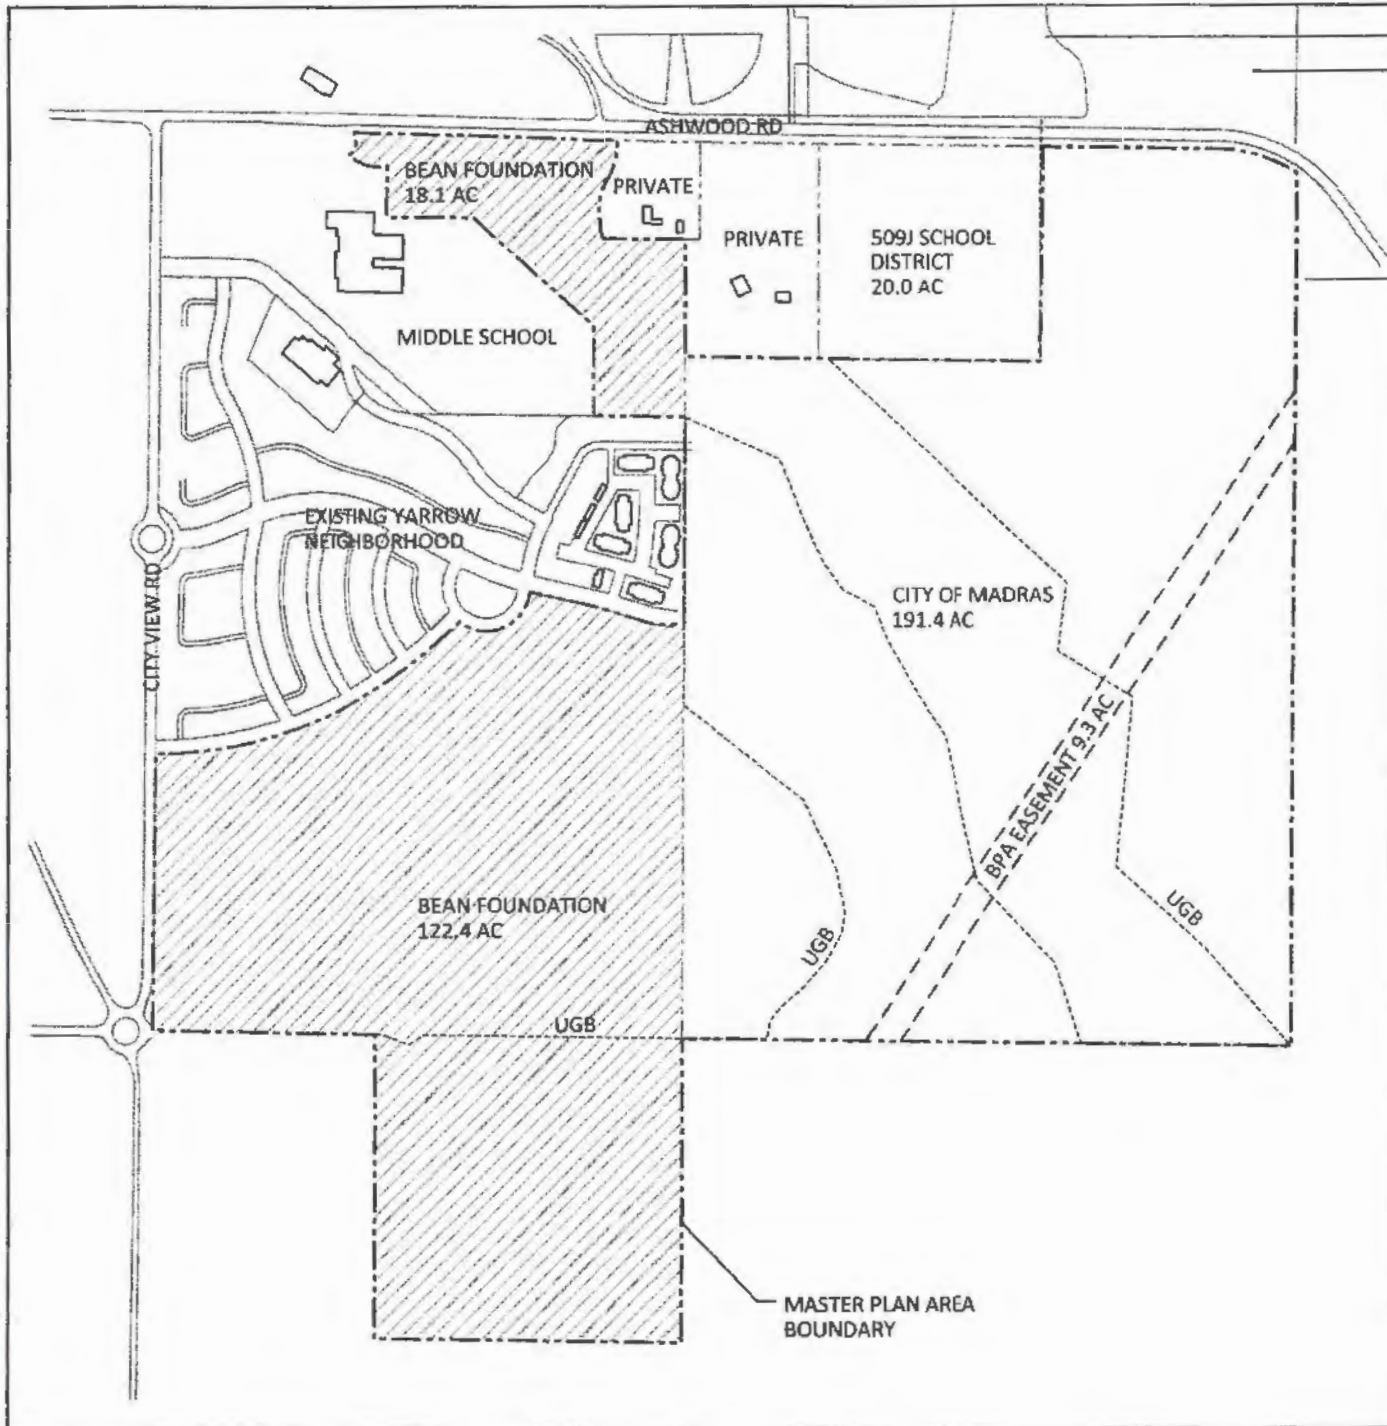 ASHWOOD RD
BEAN FOUNDATION
18.1 AC
PRIVATE
PRIVATE
509J SCHOOL
DISTRICT
20.0 AC
MIDDLE SCHOOL
EXISTING YARROW
NEIGHBORHOOD
CITY VIEW RD
CITY OF MADRAS
191.4 AC
BPA EASEMENT 9.3 AC
BEAN FOUNDATION
122.4 AC
UGB
UGB
UGB
MASTER PLAN AREA
BOUNDARY